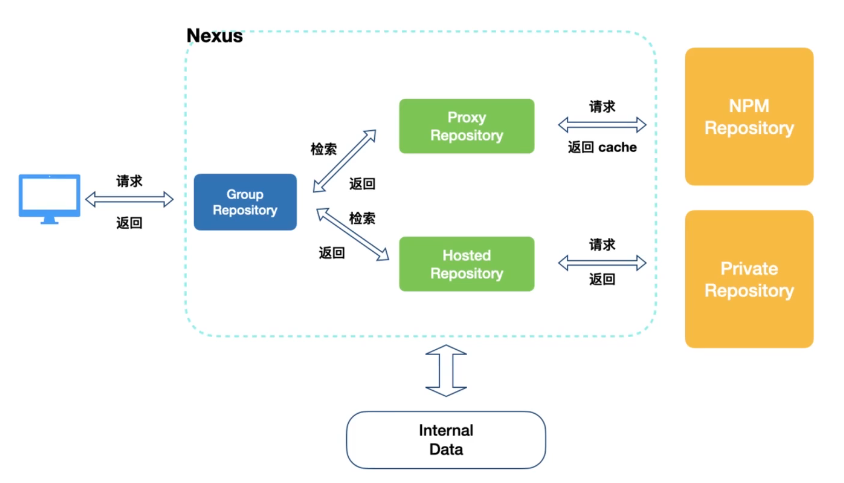 Nexus
请求
返回
Group
Repository
检索
返回
检索
返回
Proxy
Repository
Hosted
Repository
请求
返回 cache
请求
返回
NPM
Repository
Private
Repository
Internal
Data